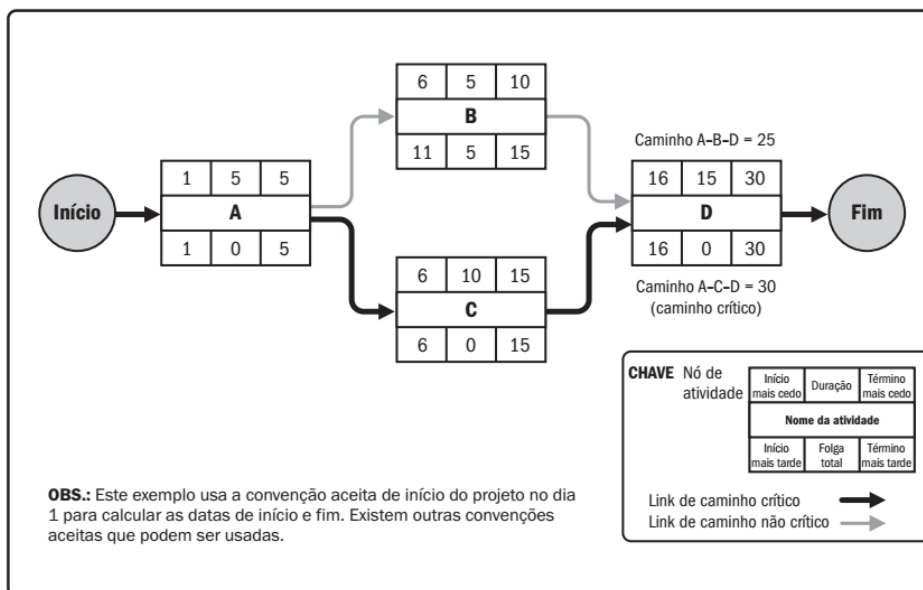 6 5 10
B
11 5 15
Caminho A–B–D = 25
1 5 5
A
1 0 5
16 15 30
D
16 0 30
Início
Fim
6 10 15
C
6 0 15
Caminho A–C–D = 30
(caminho crítico)
CHAVE Nó de
atividade
Início
mais cedo
Duração
Término
mais cedo
Nome da atividade
Início
mais tarde
Folga
total
Término
mais tarde
Link de caminho crítico
Link de caminho não crítico
OBS.: Este exemplo usa a convenção aceita de início do projeto no dia
1 para calcular as datas de início e fim. Existem outras convenções
aceitas que podem ser usadas.